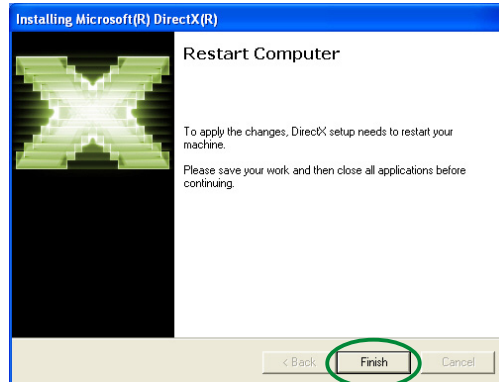 Installing Microsoft(R) DirectX(R)
Restart Computer
To apply the changes, DirectX setup needs to restart your
machine.
Please save your work and then close all applications before
continuing.
< Back
Finish
Cancel